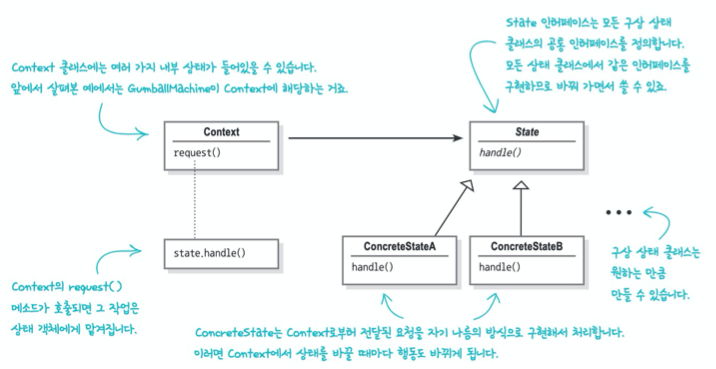 State 인터페이스는 모든 구상 상태
클래스의 공통 인터페이스를 정의합니다.
모든 상태 클래스에서 같은 인터페이스를
구현하므로 바꿔 가면서 쓸 수 있죠.
Context 클래스에는 여러 가지 내부 상태가 들어있을 수 있습니다.
앞에서 살펴본 예에서는 GumballMachine이 Context에 해당하는 거죠.
Context
request()
State
handle()
state.handle()
ConcreteStateA
handle()
ConcreteStateB
handle()
구상 상태 클래스는
원하는 만큼
만들 수 있습니다.
Context의 request()
메소드가 호출되면 그 작업은
상태 객체에게 맡겨집니다.
ConcreteState는 Context로부터 전달된 요청을 자기 나름의 방식으로 구현해서 처리합니다.
이러면 Context에서 상태를 바꿀 때마다 행동도 바뀌게 됩니다.